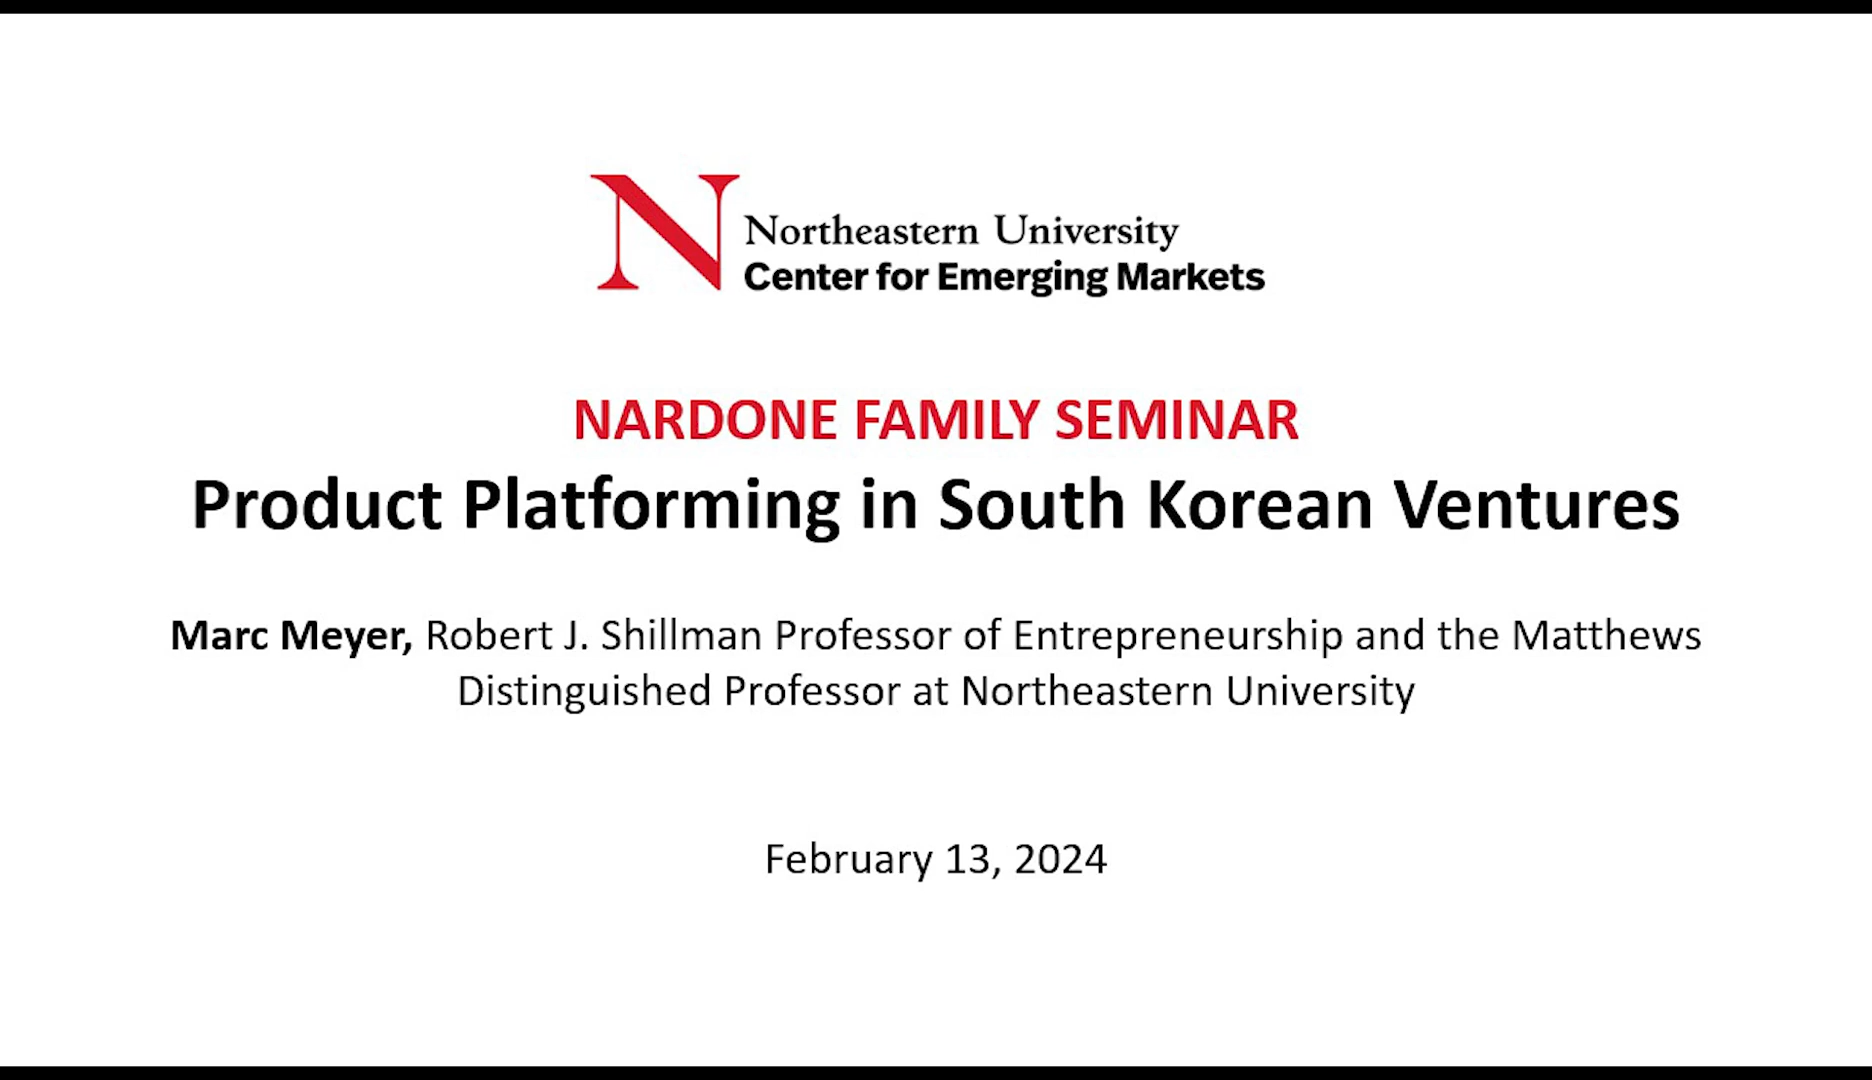 N
Northeastern University
Center for Emerging Markets
NARDONE FAMILY SEMINAR
Product Platforming in South Korean Ventures
Marc Meyer, Robert J. Shillman Professor of Entrepreneurship and the Matthews
Distinguished Professor at Northeastern University
February 13, 2024